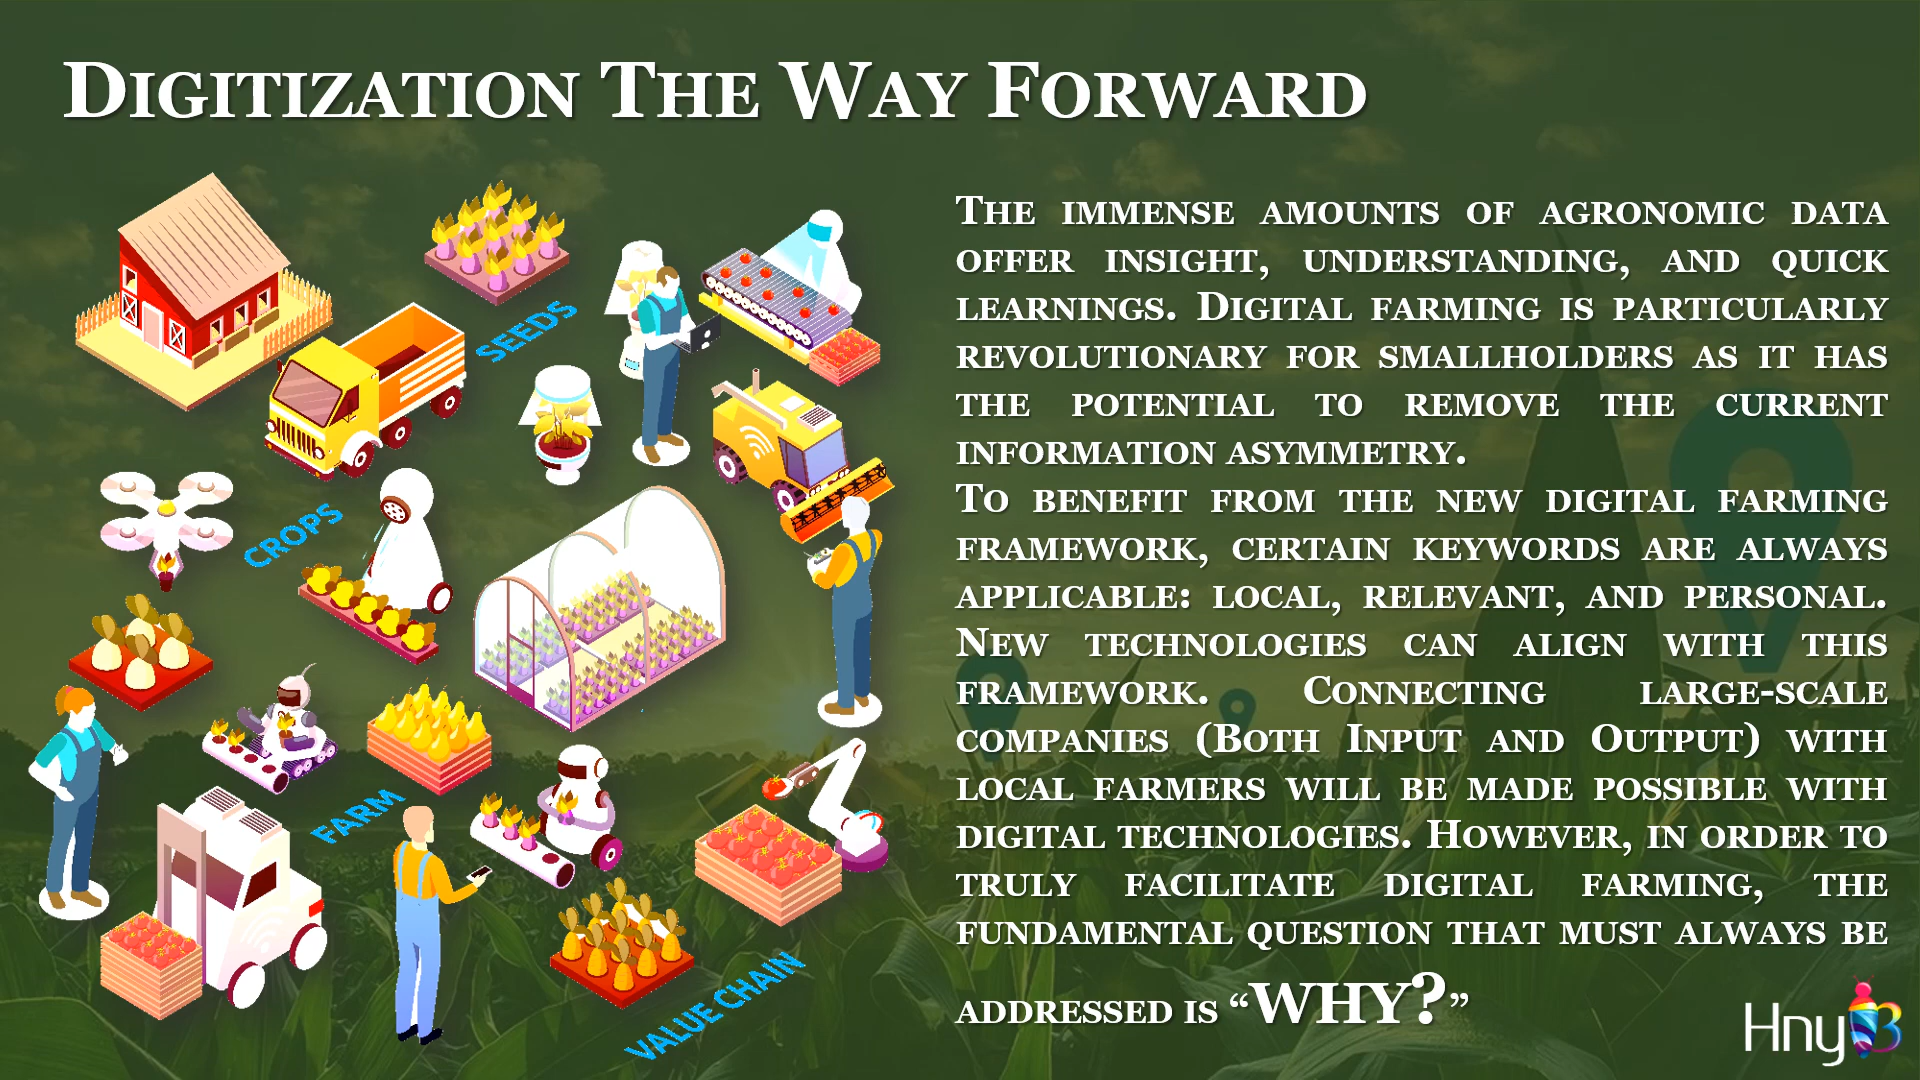 Digitization The Way Forward
SEEDS
CROPS
FARM
VALUE CHAIN
The immense amounts of agronomic data
offer insight, understanding, and quick
learnings. Digital farming is particularly
revolutionary for smallholders as it has
the potential to remove the current
information asymmetry.
To benefit from the new digital farming
framework, certain keywords are always
applicable: local, relevant, and personal.
New technologies can align with this
framework. Connecting large-scale
companies (Both Input and Output) with
local farmers will be made possible with
digital technologies. However, in order to
truly facilitate digital farming, the
fundamental question that must always be
addressed is “WHY?”
HnyB